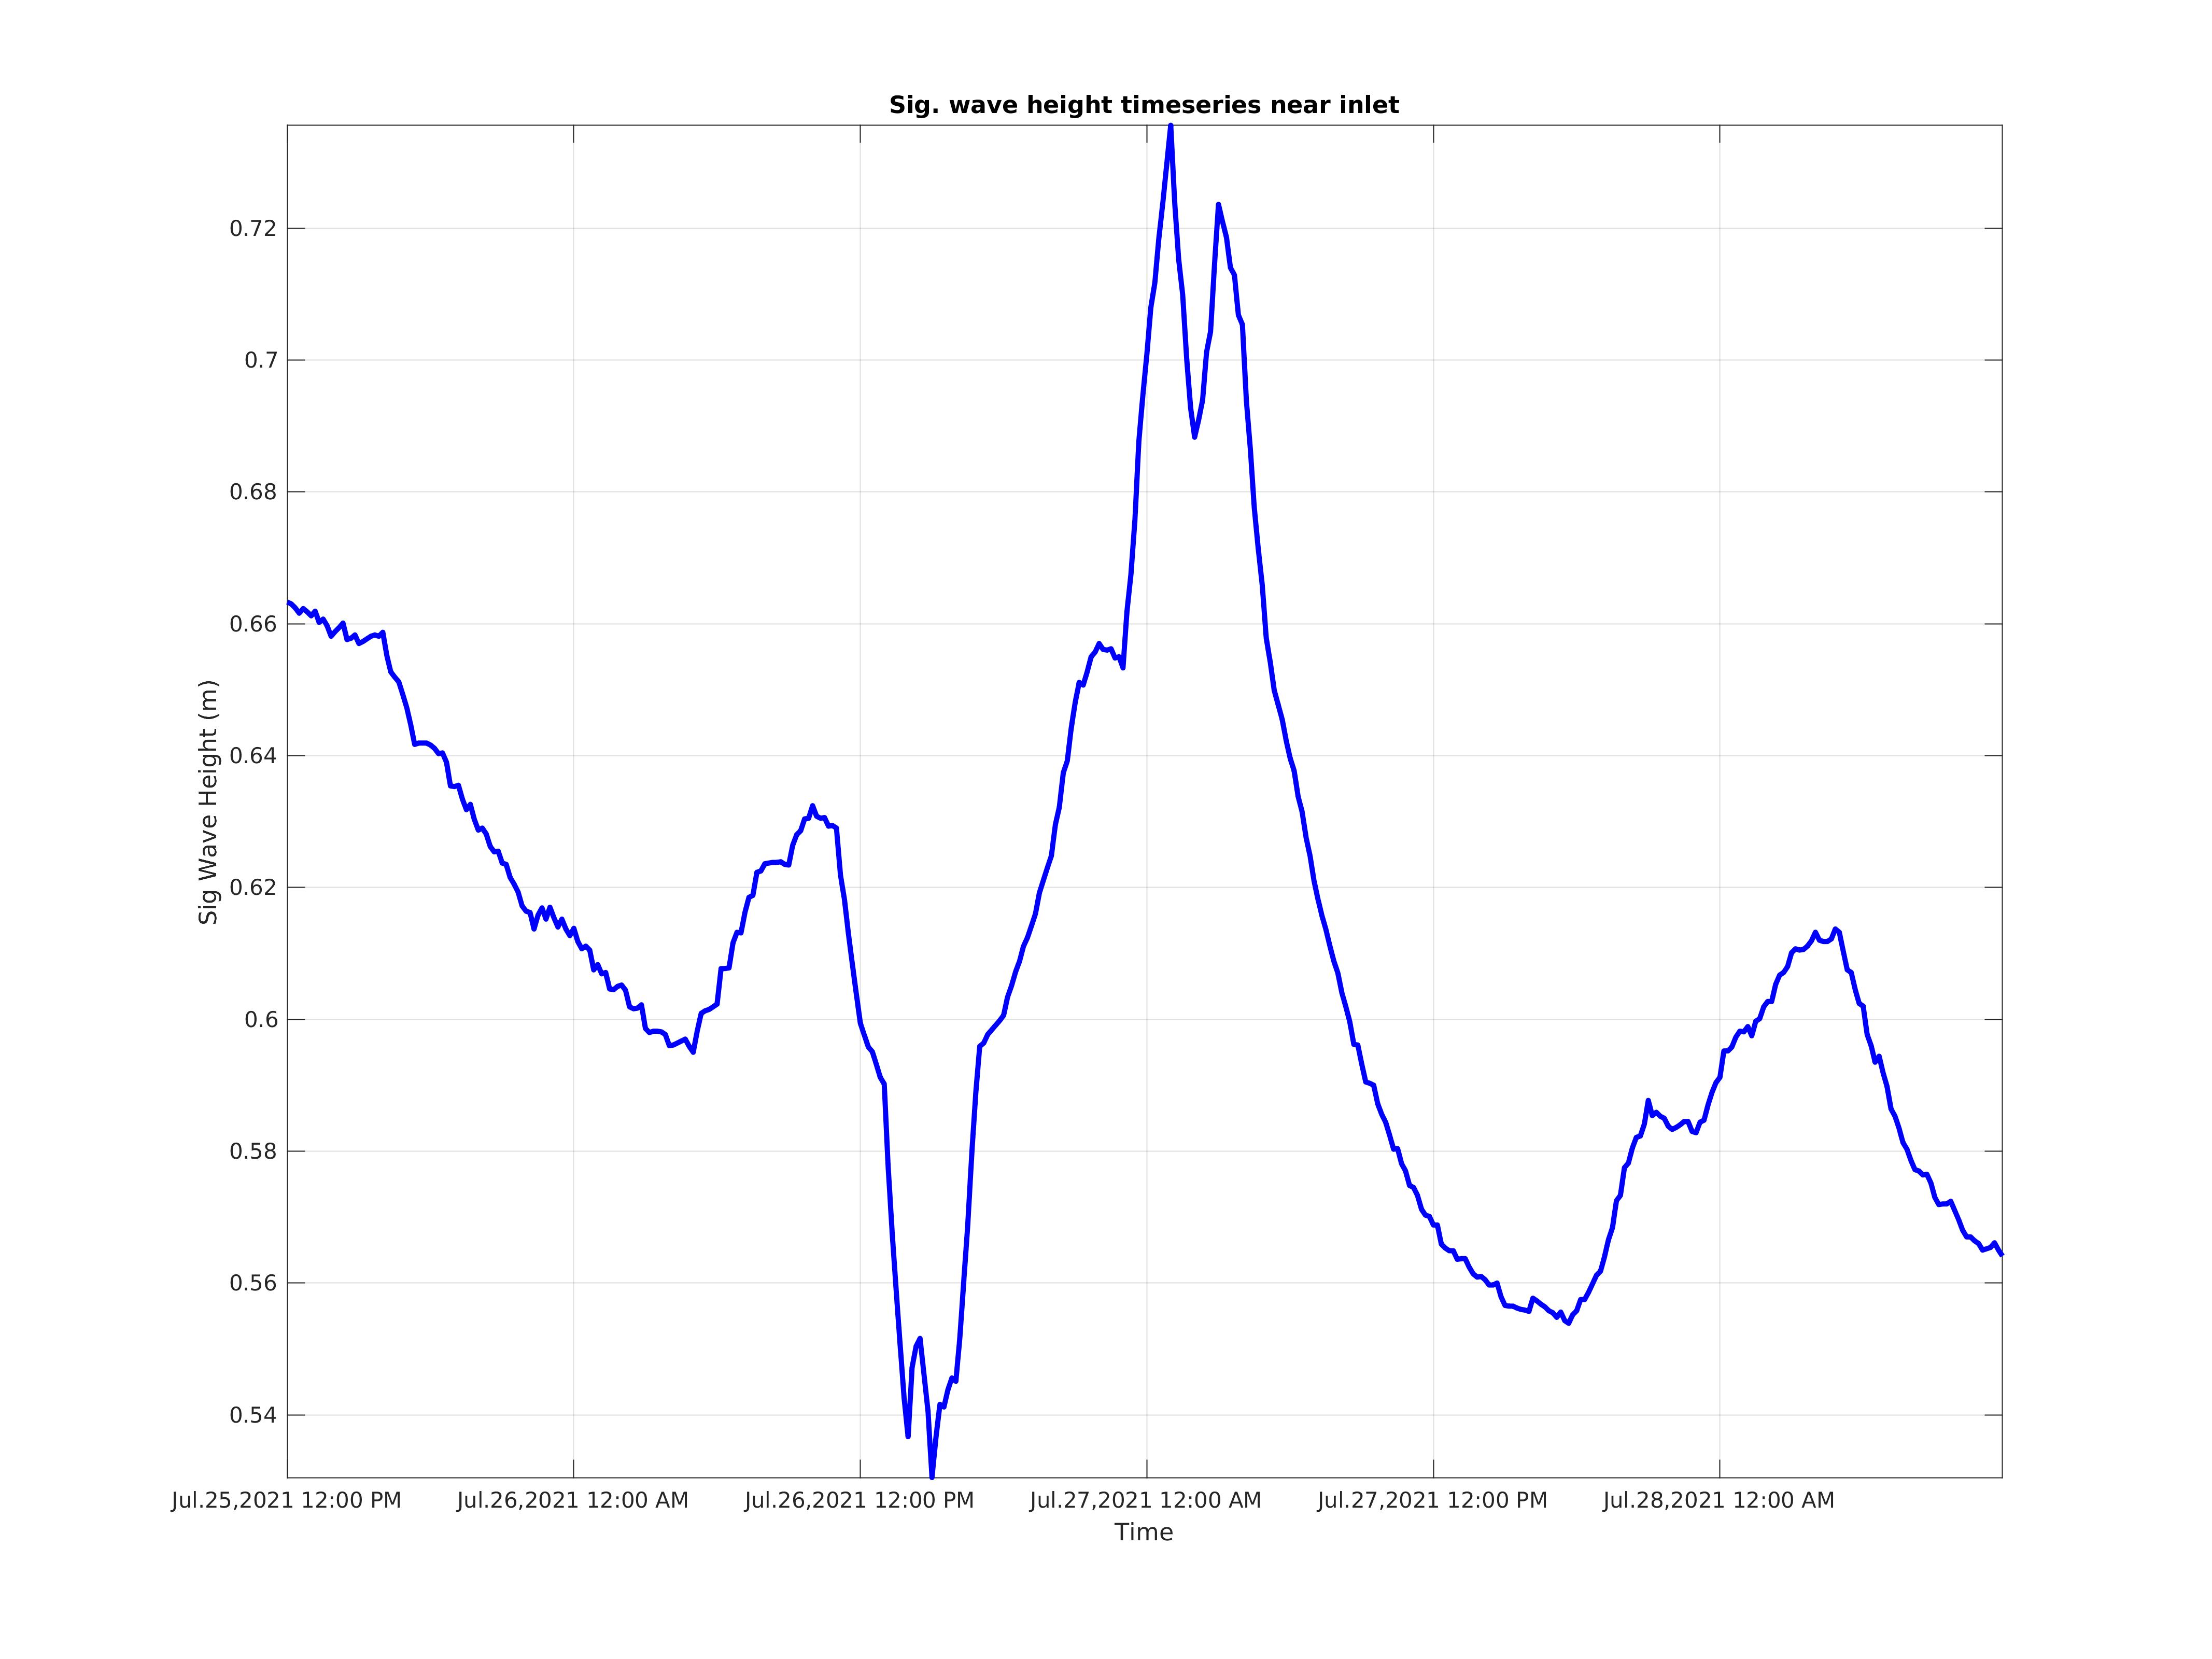 Sig. wave height timeseries near inlet
0.72
0.7
0.68
0.66
0.64
0.62
0.6
0.58
0.56
0.54
Sig Wave Height (m)
Jul.25,2021 12:00 PM
Jul.26,2021 12:00 AM
Jul.26,2021 12:00 PM
Jul.27,2021 12:00 AM
Jul.27,2021 12:00 PM
Jul.28,2021 12:00 AM
Time